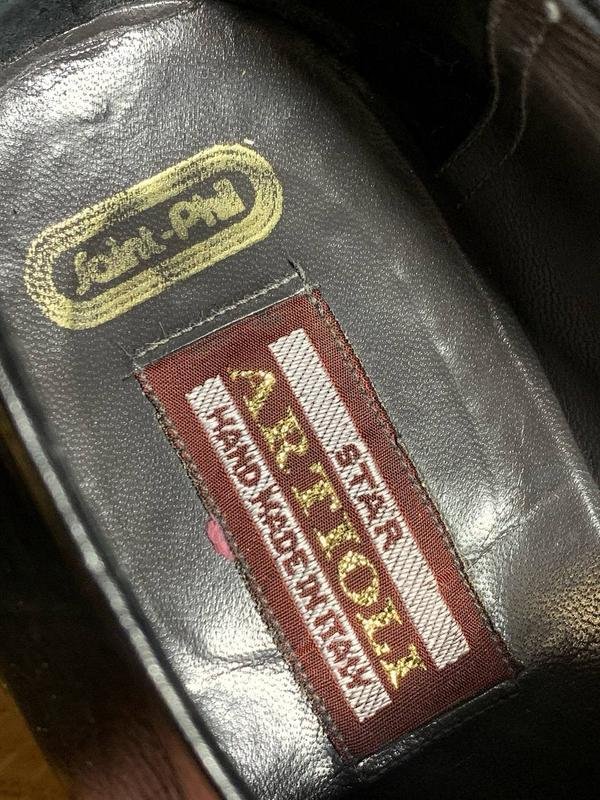 Saint-Phil
STAR
ARTIOLI
HAND MADE IN ITALY